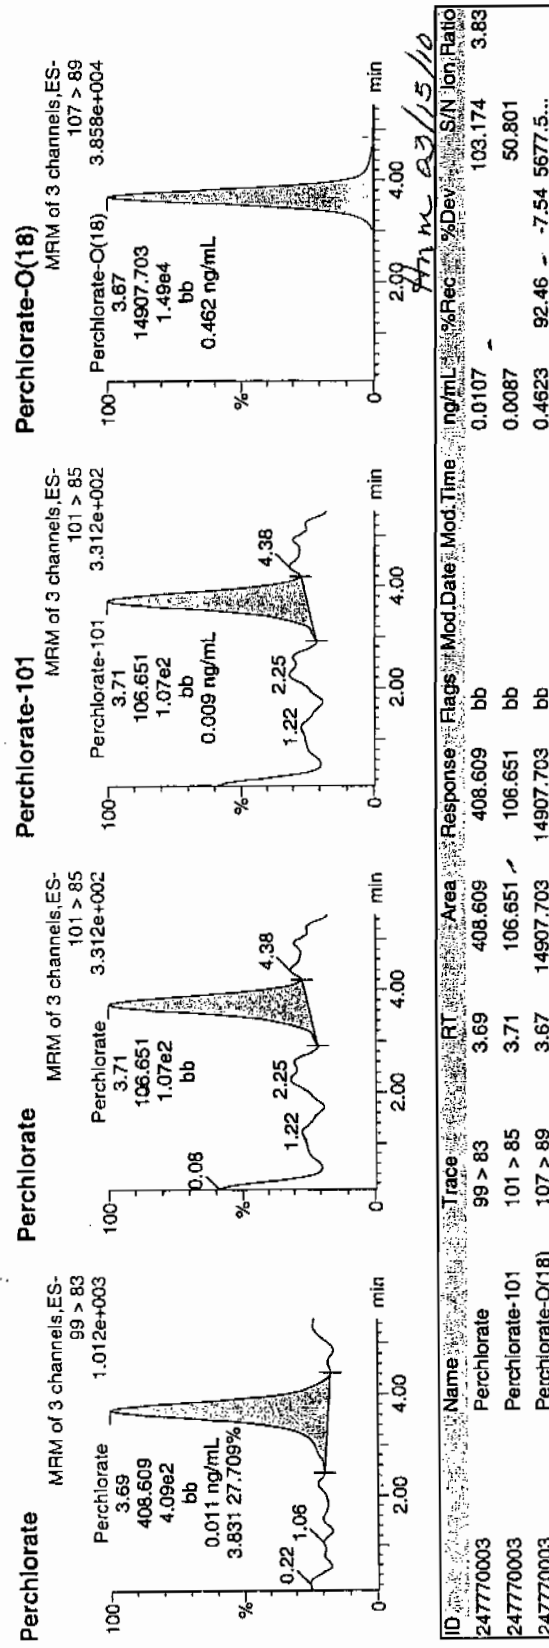 Perchlorate
MRM of 3 channels,ES-
99 > 83
1.012e+003
100
%
0
Perchlorate
3.69
408.609
4.09e2
bb
0.011 ng/mL
3.831 27.709%
0.22
1.06
2.00
4.00
min
Perchlorate
MRM of 3 channels,ES-
101 > 85
3.312e+002
100
%
0
0.08
Perchlorate
3.71
106.651
1.07e2
bb
1.22
2.25
4.38
2.00
4.00
min
Perchlorate-101
MRM of 3 channels,ES-
101 > 85
3.312e+002
100
%
0
Perchlorate-101
3.71
106.651
1.07e2
bb
0.009 ng/mL
1.22
2.25
4.38
2.00
4.00
min
Perchlorate-O(18)
MRM of 3 channels,ES-
107 > 89
3.858e+004
100
%
0
Perchlorate-O(18)
3.67
14907.703
1.49e4
bb
0.462 ng/mL
2.00
4.00
min
03/15/10
ID Name Trace RT Area Response Flags Mod.Date Mod.Time ng/mL %Rec %Dev S/N Ion Ratio
247770003 Perchlorate 99 > 83 3.69 408.609 408.609 bb 0.0107 103.174 3.83
247770003 Perchlorate-101 101 > 85 3.71 106.651 106.651 bb 0.0087 50.801
247770003 Perchlorate-O(18) 107 > 89 3.67 14907.703 14907.703 bb 0.4623 92.46 -7.54 5677.5...